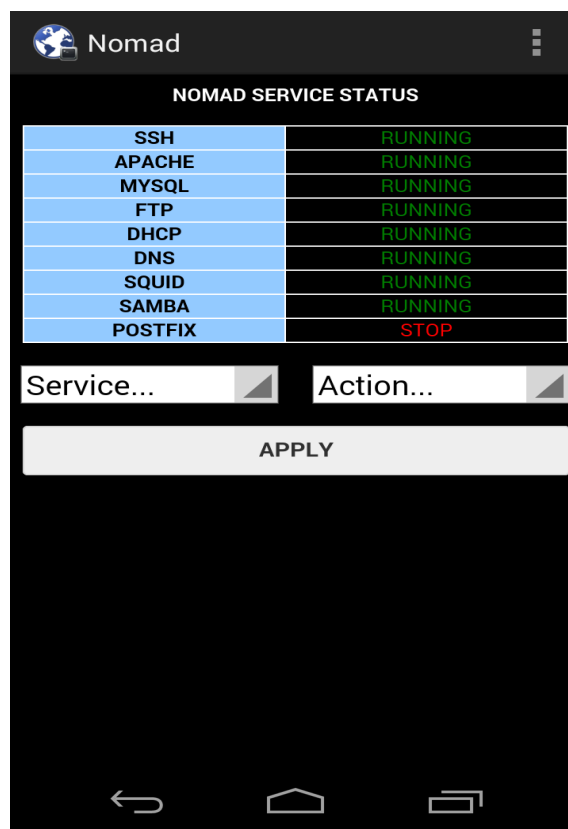 Nomad
NOMAD SERVICE STATUS
SSH RUNNING
APACHE RUNNING
MYSQL RUNNING
FTP RUNNING
DHCP RUNNING
DNS RUNNING
SQUID RUNNING
SAMBA RUNNING
POSTFIX STOP
Service... Action...
APPLY